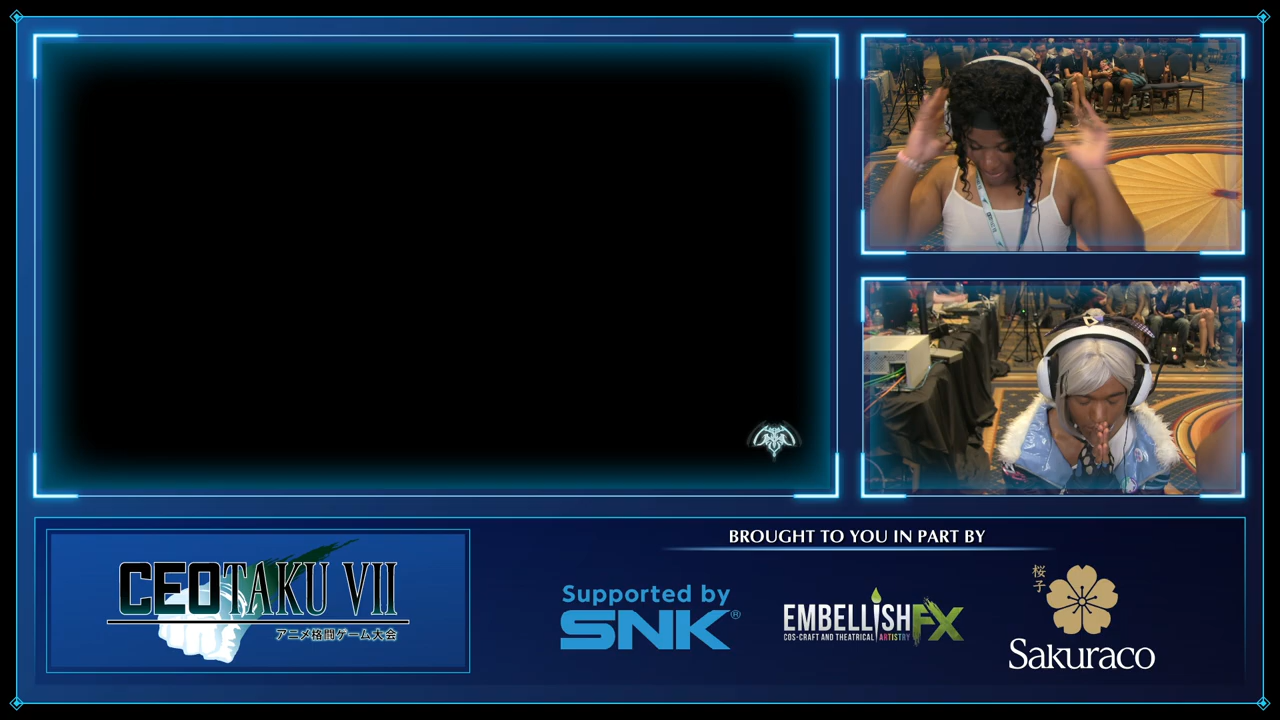 BROUGHT TO YOU IN PART BY
CEOTAKU VII
アニメ格闘ゲーム大会
Supported by
SNK®
EMBELLISHFX
COS-CRAFT AND THEATRICAL ARTISTRY
桜子
Sakuraco